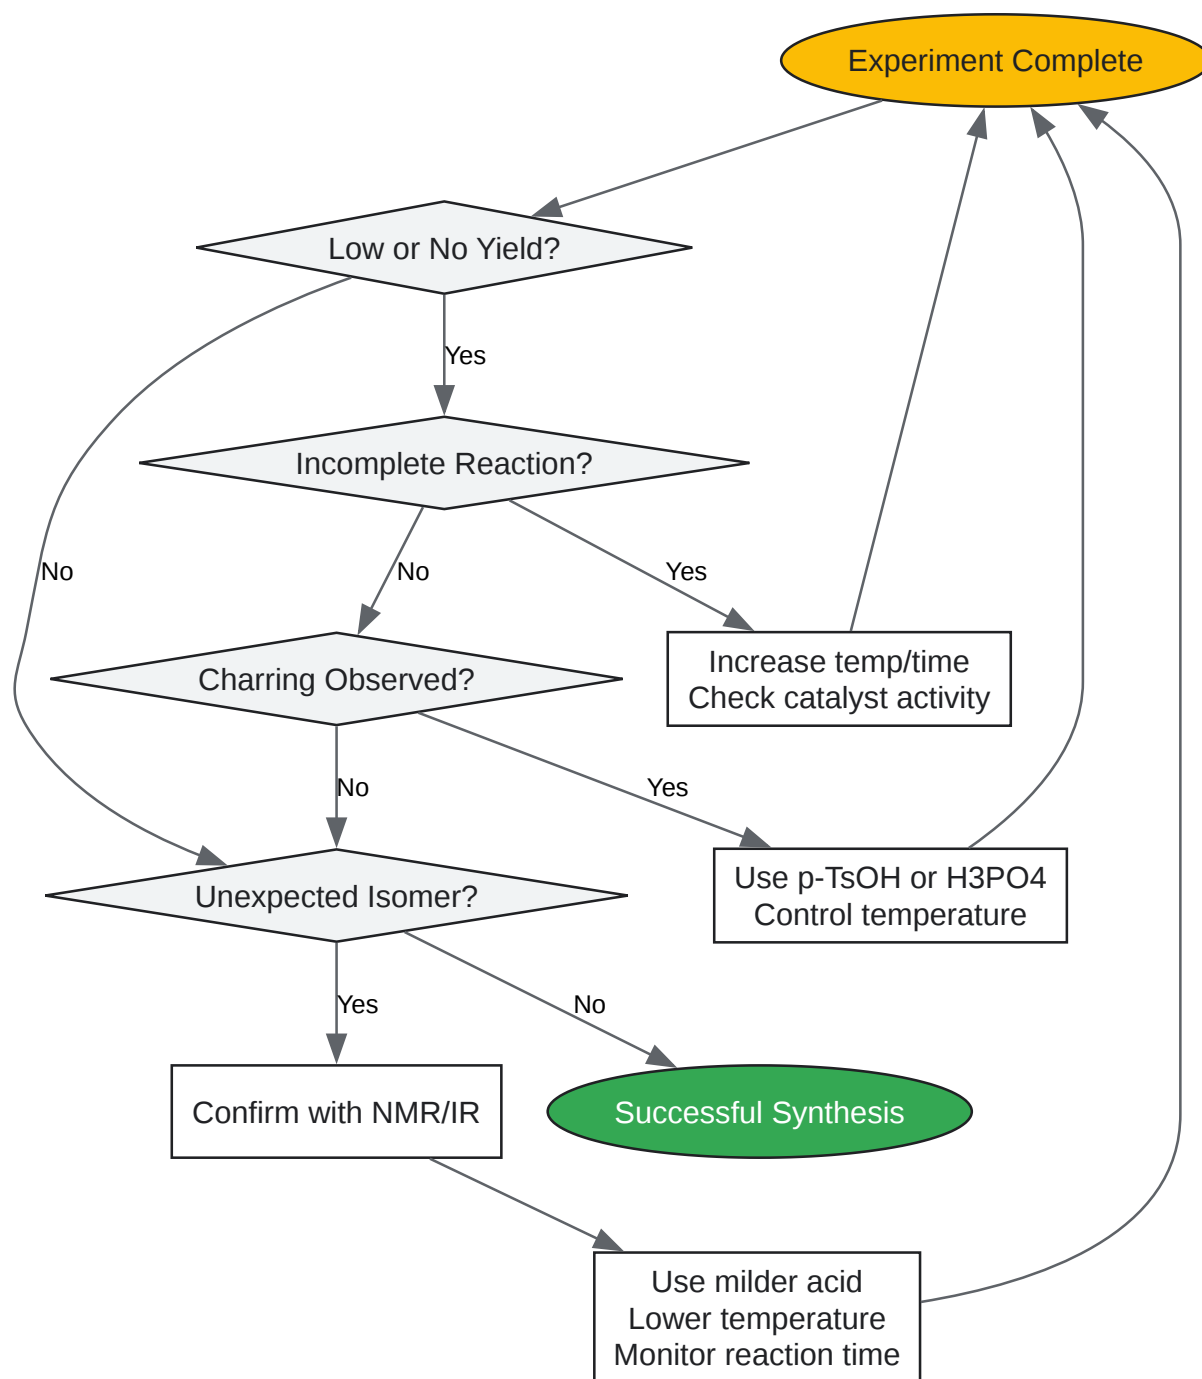 Experiment Complete
Low or No Yield?
Yes
Incomplete Reaction?
No
No
Yes
Increase temp/time
Check catalyst activity
Charring Observed?
No
Yes
Use p-TsOH or H3PO4
Control temperature
Unexpected Isomer?
Yes
No
Confirm with NMR/IR
Successful Synthesis
Use milder acid
Lower temperature
Monitor reaction time